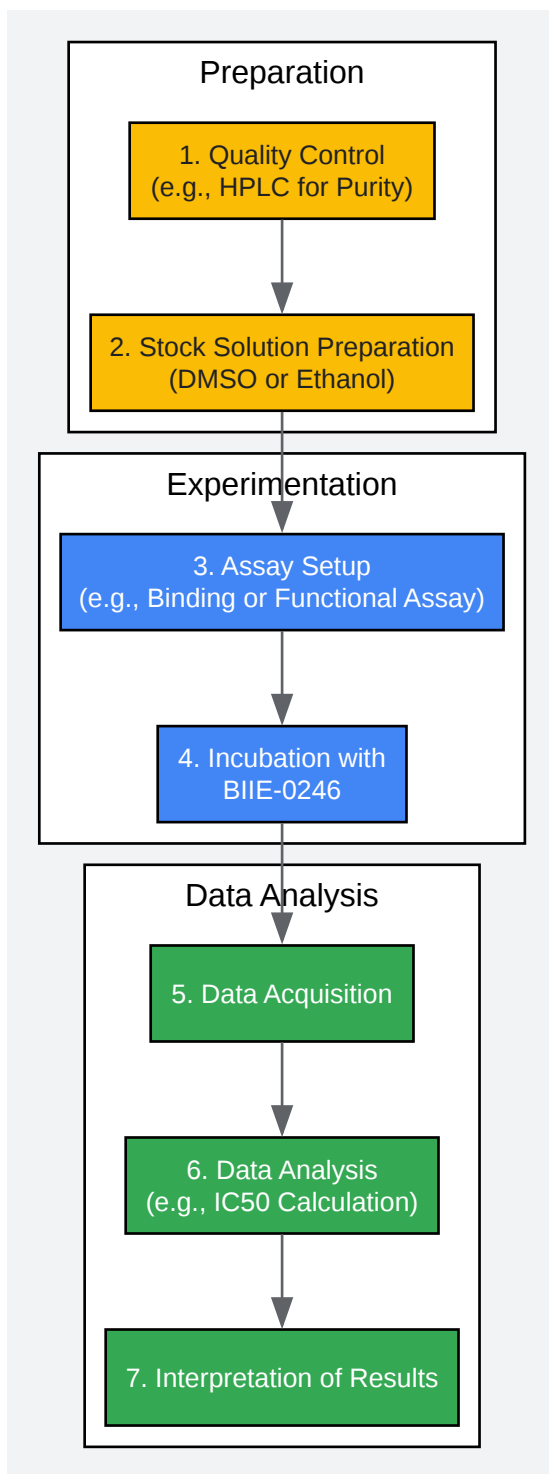 Preparation
1. Quality Control
(e.g., HPLC for Purity)
2. Stock Solution Preparation
(DMSO or Ethanol)
Experimentation
3. Assay Setup
(e.g., Binding or Functional Assay)
4. Incubation with
BIIE-0246
Data Analysis
5. Data Acquisition
6. Data Analysis
(e.g., IC50 Calculation)
7. Interpretation of Results